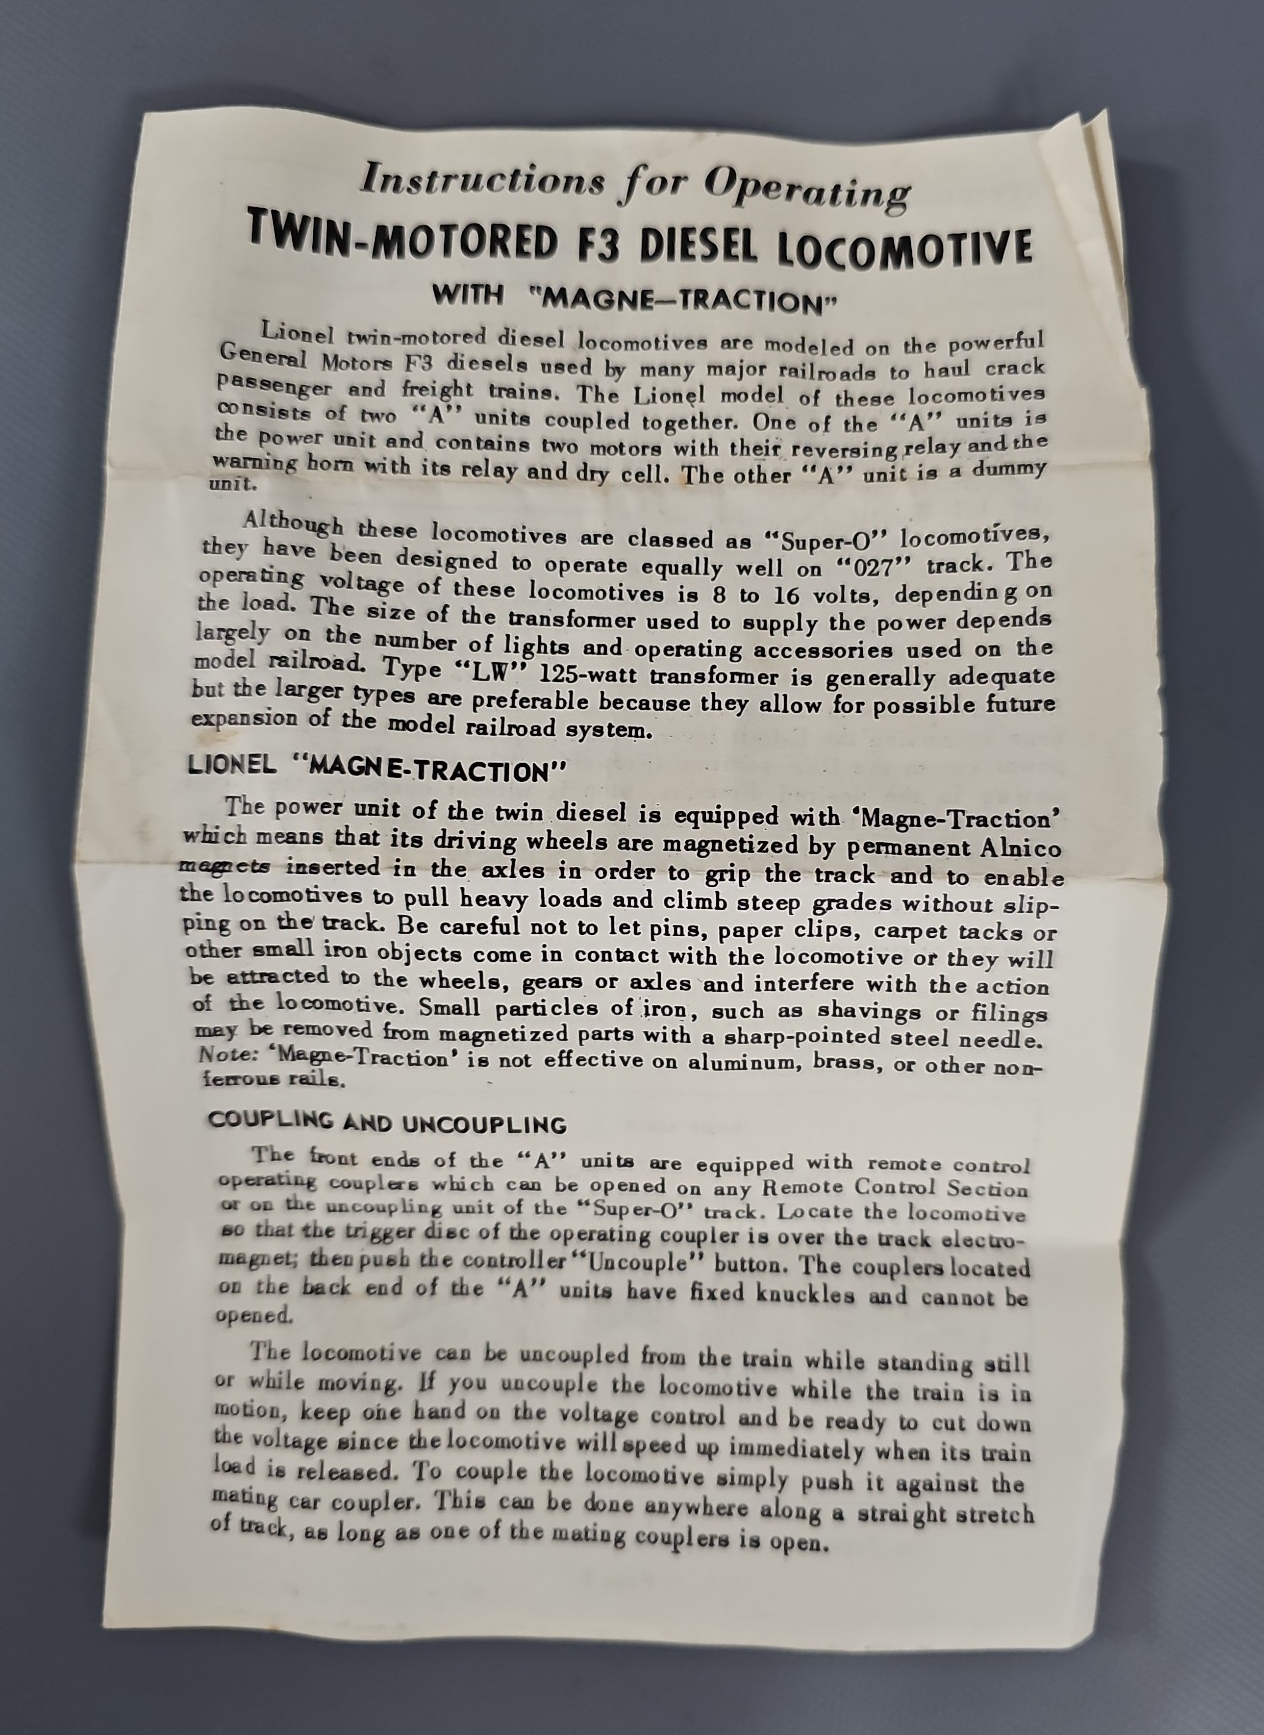 Instructions for Operating
TWIN-MOTORED F3 DIESEL LOCOMOTIVE
WITH "MAGNE—TRACTION"
Lionel twin-motored diesel locomotives are modeled on the powerful
General Motors F3 diesels used by many major railroads to haul crack
passenger and freight trains. The Lionel model of these locomotives
consists of two "A" units coupled together. One of the "A" units is
the power unit and contains two motors with their reversing relay and the
warning horn with its relay and dry cell. The other "A" unit is a dummy
unit.
Although these locomotives are classed as "Super-O" locomotives,
they have been designed to operate equally well on "027" track. The
operating voltage of these locomotives is 8 to 16 volts, depending on
the load. The size of the transformer used to supply the power depends
largely on the number of lights and operating accessories used on the
model railroad. Type "LW" 125-watt transformer is generally adequate
but the larger types are preferable because they allow for possible future
expansion of the model railroad system.
LIONEL "MAGNE-TRACTION"
The power unit of the twin diesel is equipped with 'Magne-Traction'
which means that its driving wheels are magnetized by permanent Alnico
magnets inserted in the axles in order to grip the track and to enable
the locomotives to pull heavy loads and climb steep grades without slip-
ping on the track. Be careful not to let pins, paper clips, carpet tacks or
other small iron objects come in contact with the locomotive or they will
be attracted to the wheels, gears or axles and interfere with the action
of the locomotive. Small particles of iron, such as shavings or filings
may be removed from magnetized parts with a sharp-pointed steel needle.
Note: 'Magne-Traction' is not effective on aluminum, brass, or other non-
ferrous rails.
COUPLING AND UNCOUPLING
The front ends of the "A" units are equipped with remote control
operating couplers which can be opened on any Remote Control Section
or on the uncoupling unit of the "Super-O" track. Locate the locomotive
so that the trigger disc of the operating coupler is over the track electro-
magnet; then push the controller "Uncouple" button. The couplers located
on the back end of the "A" units have fixed knuckles and cannot be
opened.
The locomotive can be uncoupled from the train while standing still
or while moving. If you uncouple the locomotive while the train is in
motion, keep one hand on the voltage control and be ready to cut down
the voltage since the locomotive will speed up immediately when its train
load is released. To couple the locomotive simply push it against the
mating car coupler. This can be done anywhere along a straight stretch
of track, as long as one of the mating couplers is open.